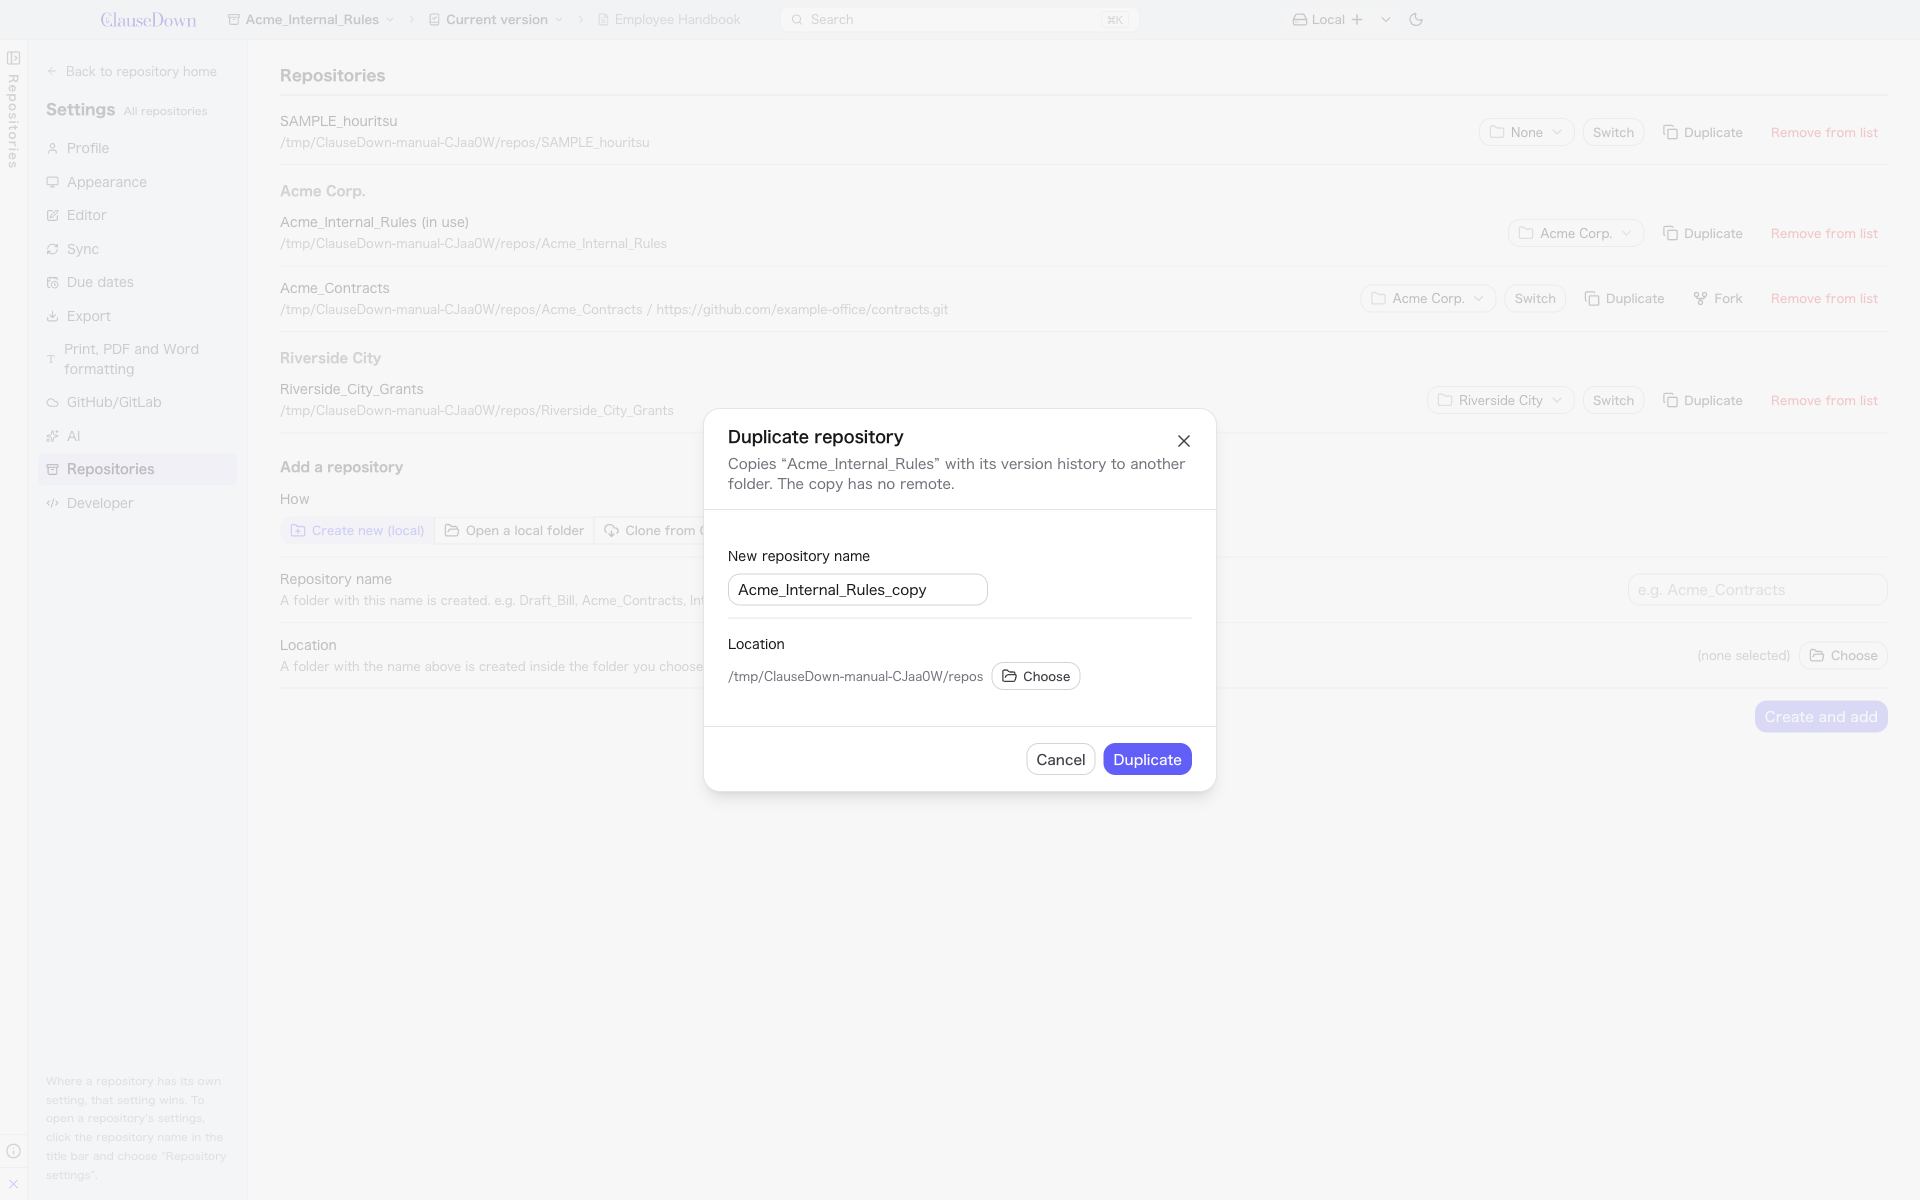 ClauseDown
Acme_Internal_Rules
Current version
Employee Handbook
Search
⌘K
Local
Repositories
Back to repository home
Settings All repositories
Profile
Appearance
Editor
Sync
Due dates
Export
Print, PDF and Word
formatting
GitHub/GitLab
AI
Repositories
Developer
Where a repository has its own
setting, that setting wins. To
open a repository's settings,
click the repository name in the
title bar and choose "Repository
settings".
Repositories
SAMPLE_houritsu
/tmp/ClauseDown-manual-CJaa0W/repos/SAMPLE_houritsu
None
Switch
Duplicate
Remove from list
Acme Corp.
Acme_Internal_Rules (in use)
/tmp/ClauseDown-manual-CJaa0W/repos/Acme_Internal_Rules
Acme Corp.
Duplicate
Remove from list
Acme_Contracts
/tmp/ClauseDown-manual-CJaa0W/repos/Acme_Contracts / https://github.com/example-office/contracts.git
Acme Corp.
Switch
Duplicate
Fork
Remove from list
Riverside City
Riverside_City_Grants
/tmp/ClauseDown-manual-CJaa0W/repos/Riverside_City_Grants
Riverside City
Switch
Duplicate
Remove from list
Add a repository
How
Create new (local)
Open a local folder
Clone from
Repository name
A folder with this name is created. e.g. Draft_Bill, Acme_Contracts,
e.g. Acme_Contracts
Location
A folder with the name above is created inside the folder you choose
(none selected)
Choose
Create and add
Duplicate repository
Copies “Acme_Internal_Rules” with its version history to another
folder. The copy has no remote.
New repository name
Acme_Internal_Rules_copy
Location
/tmp/ClauseDown-manual-CJaa0W/repos
Choose
Cancel
Duplicate